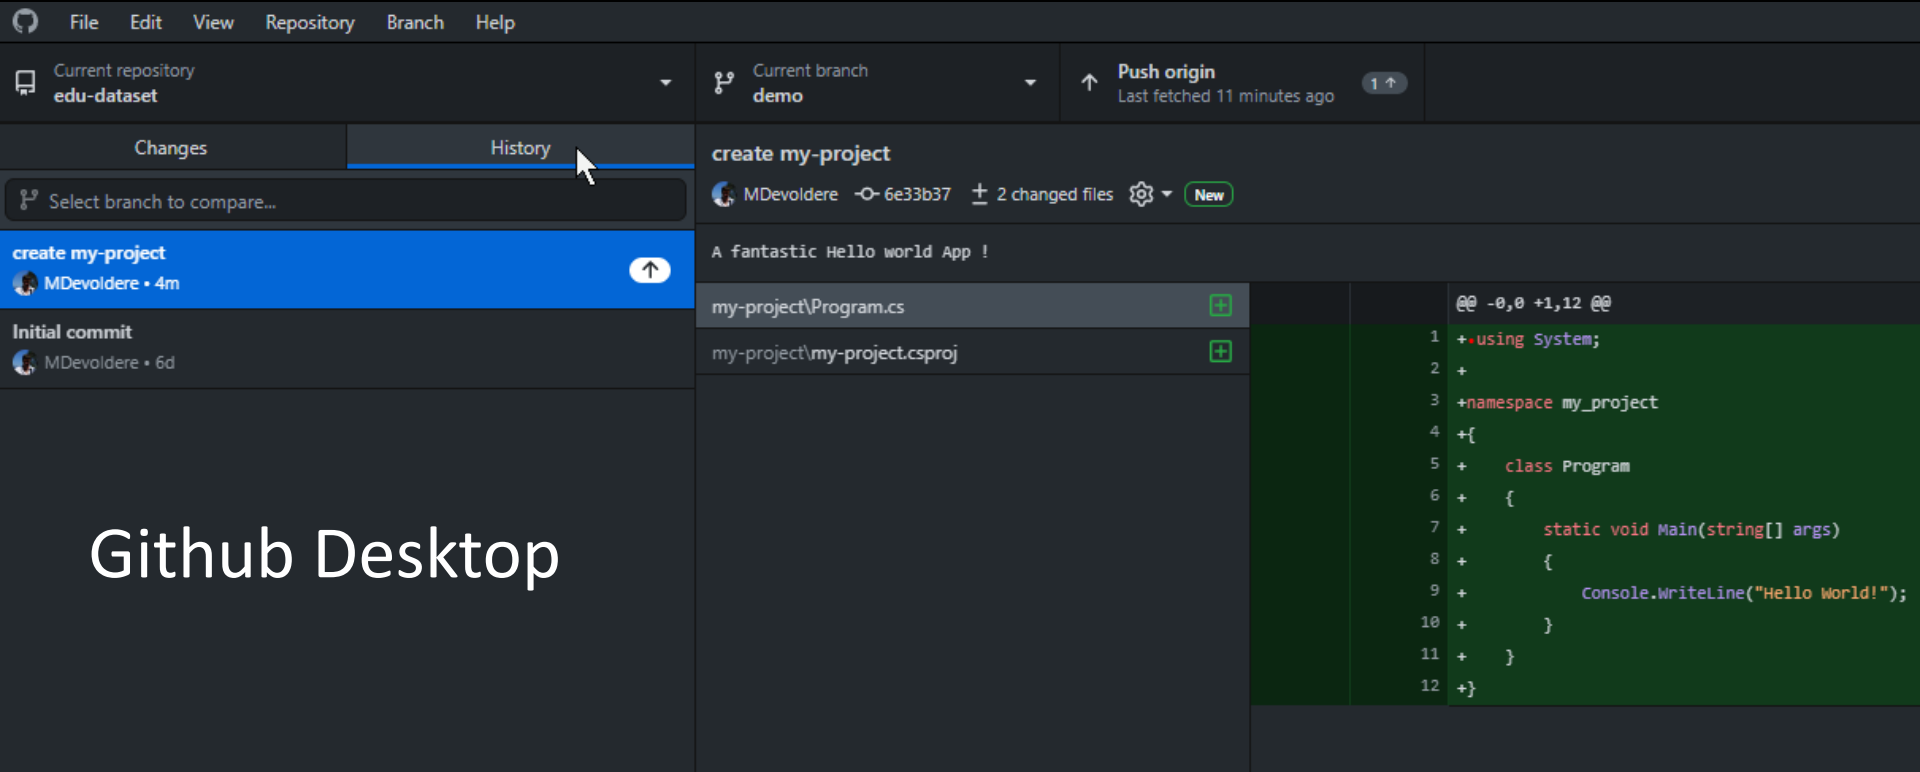 File Edit View Repository Branch Help
Current repository
edu-dataset
Current branch
demo
Push origin
Last fetched 11 minutes ago
1
Changes History
Select branch to compare...
create my-project
MDevoldere • 4m
Initial commit
MDevoldere • 6d
Github Desktop
create my-project
MDevoldere 6e33b37 2 changed files New
A fantastic Hello world App !
my-project\Program.cs
my-project\my-project.csproj
@@ -0,0 +1,12 @@
1 + using System;
2 +
3 +namespace my_project
4 +{
5 +    class Program
6 +    {
7 +        static void Main(string[] args)
8 +        {
9 +            Console.WriteLine("Hello World!");
10 +        }
11 +    }
12 +}